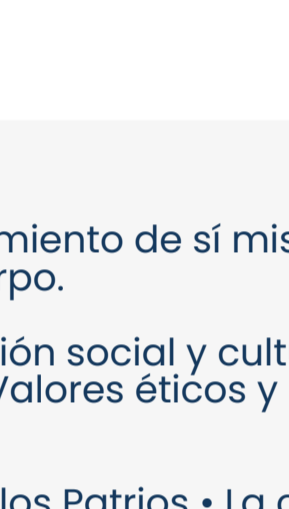 miento de sí mis
rpo.
ión social y cult
Valores éticos y
los Patrios • La